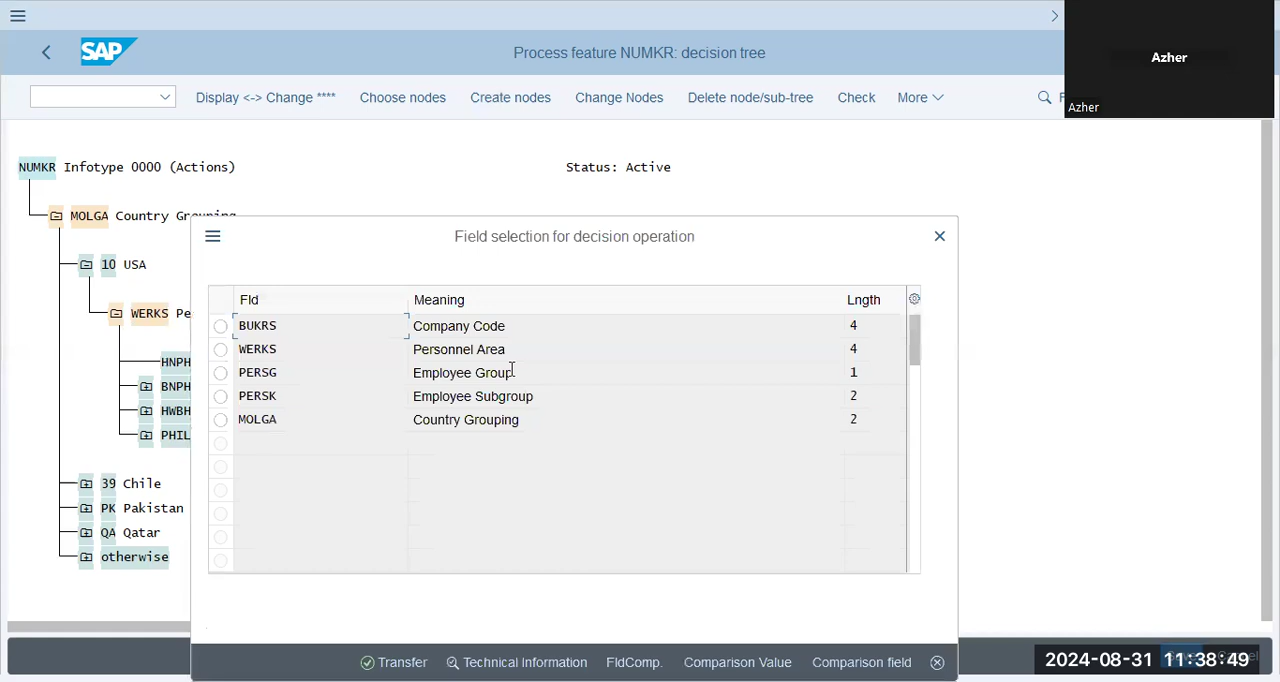 SAP
Process feature NUMKR: decision tree
Azher
Azher
Display <-> Change ****
Choose nodes
Create nodes
Change Nodes
Delete node/sub-tree
Check
More
NUMKR Infotype 0000 (Actions)
Status: Active
MOLGA Country Grouping
10 USA
WERKS Pe
HNPH
BNPH
HWBH
PHIL
39 Chile
PK Pakistan
QA Qatar
otherwise
Field selection for decision operation
Fld Meaning Lngth
BUKRS Company Code 4
WERKS Personnel Area 4
PERSG Employee Group 1
PERSK Employee Subgroup 2
MOLGA Country Grouping 2
Transfer
Technical Information
FldComp.
Comparison Value
Comparison field
2024-08-31 11:38:49